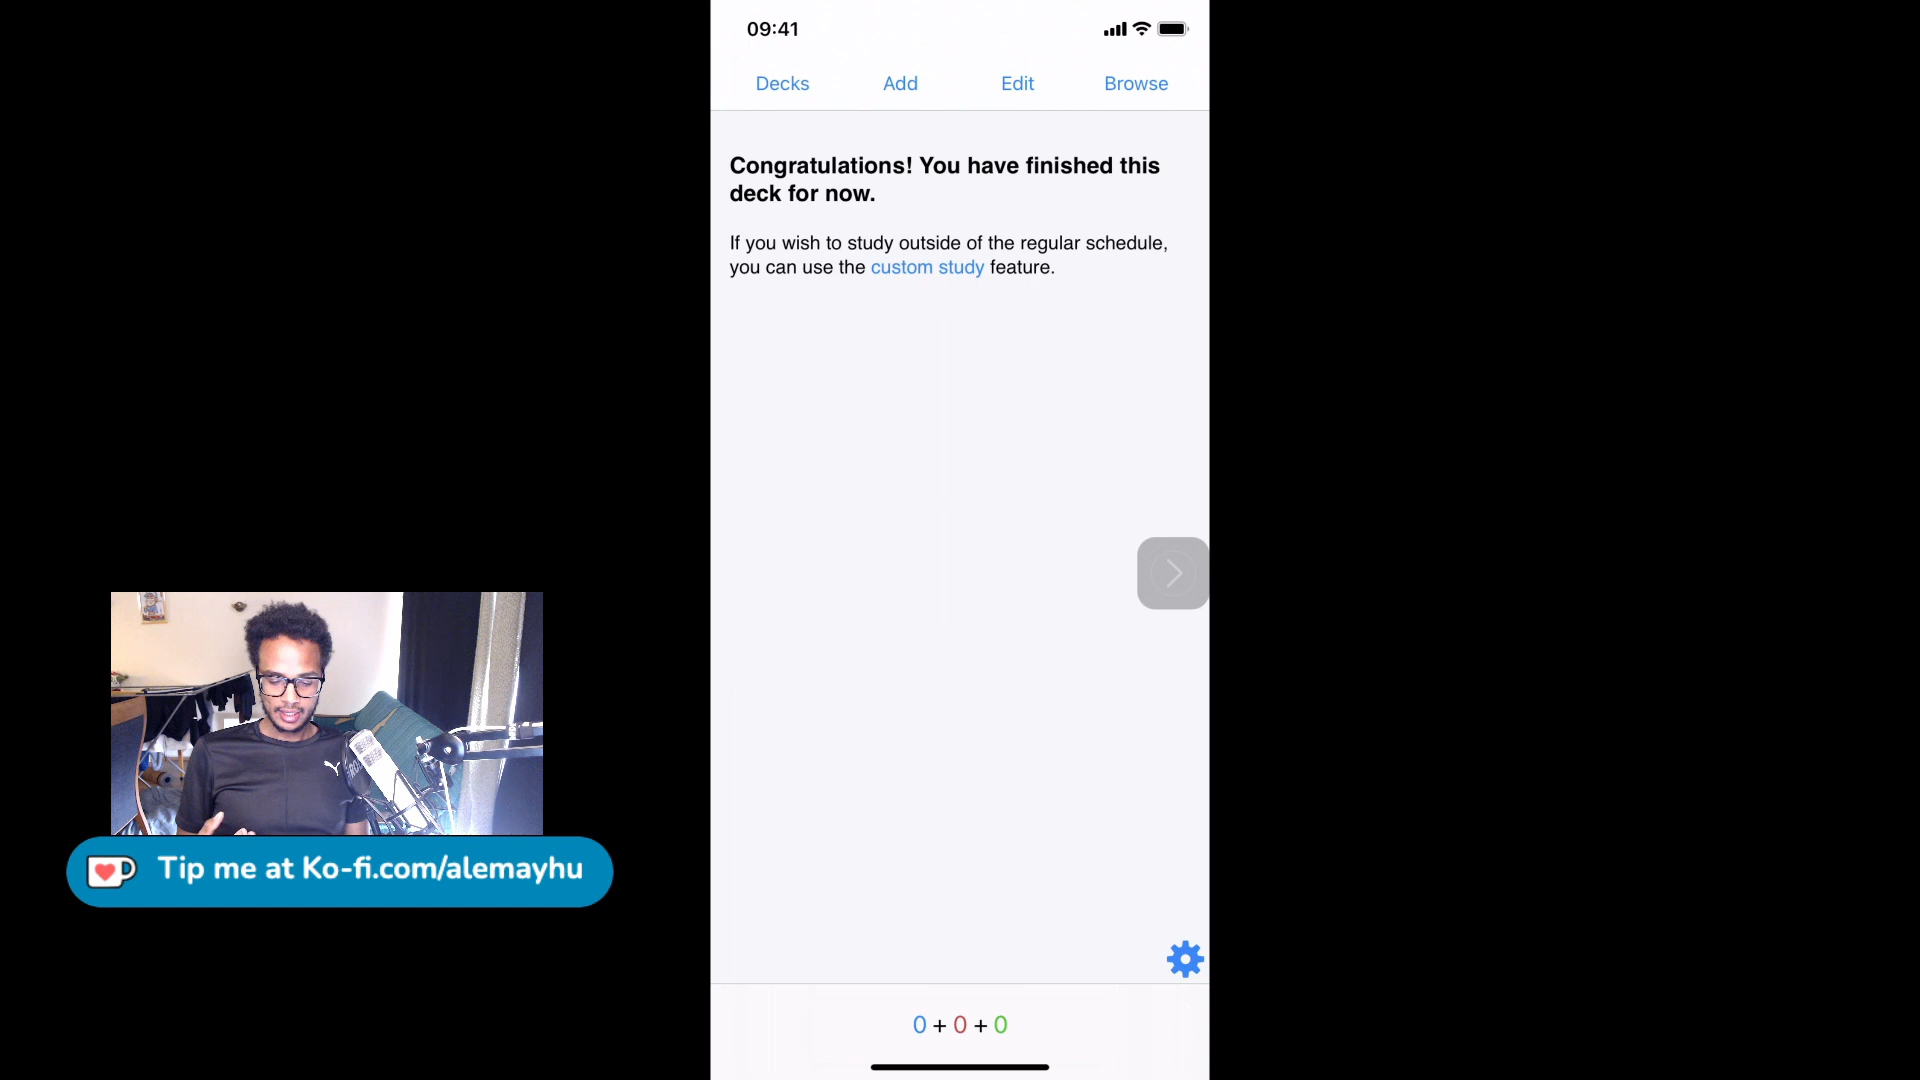 09:41
Decks Add Edit Browse
Congratulations! You have finished this
deck for now.
If you wish to study outside of the regular schedule,
you can use the custom study feature.
Tip me at Ko-fi.com/alemayhu
0 + 0 + 0